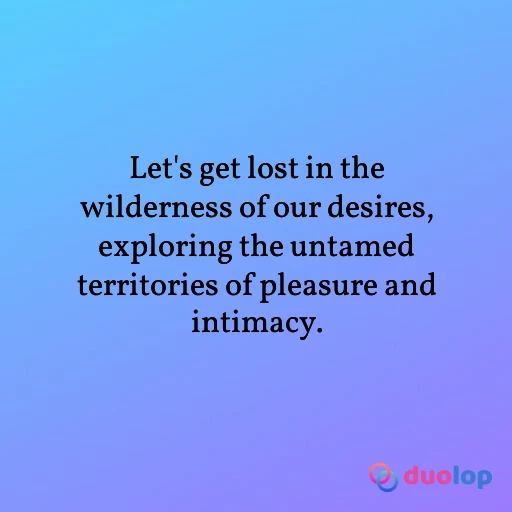 Let's get lost in the
wilderness of our desires,
exploring the untamed
territories of pleasure and
intimacy.
duolop